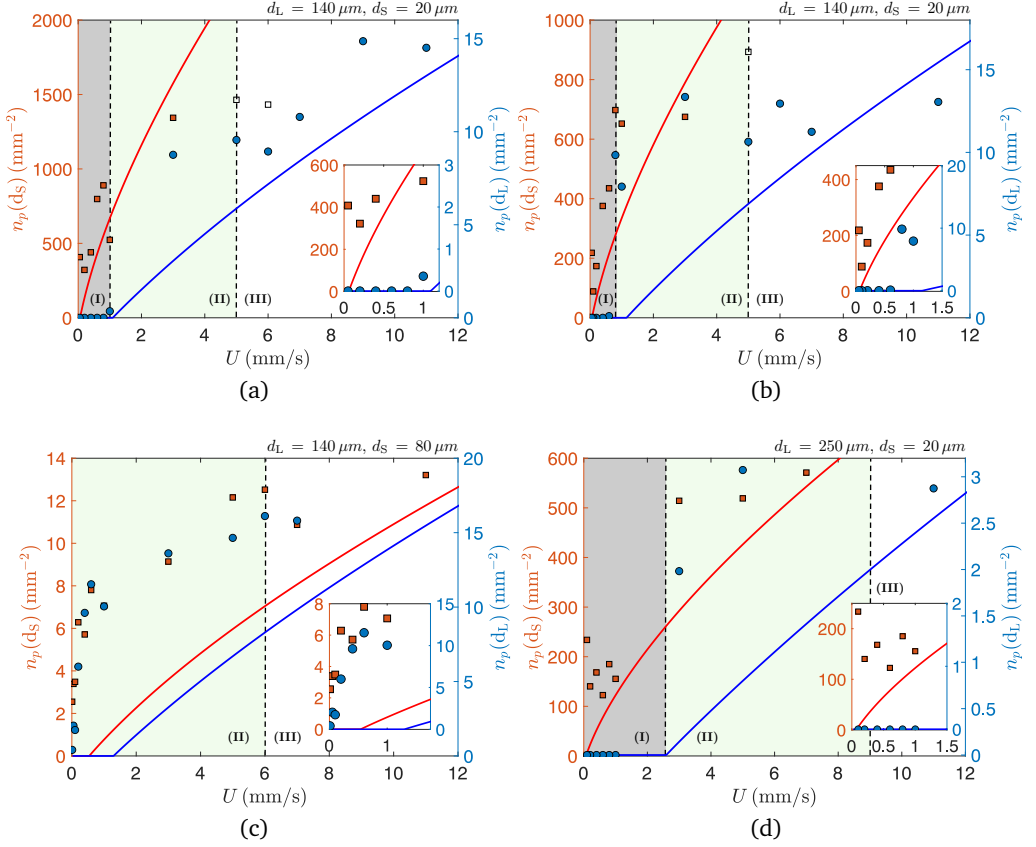 d_L = 140 μm, d_S = 20 μm
n_p(d_S) (mm⁻²)
2000
1500
1000
500
0
0 2 4 6 8 10 12
15
10
5
0
n_p(d_L) (mm⁻²)
(I) (II) (III)
600
400
200
0
0 0.5 1
3
2
1
0
U (mm/s)
(a)
d_L = 140 μm, d_S = 20 μm
n_p(d_S) (mm⁻²)
1000
800
600
400
200
0
0 2 4 6 8 10 12
15
10
5
0
n_p(d_L) (mm⁻²)
(I) (II) (III)
400
200
0
0 0.5 1 1.5
20
10
0
U (mm/s)
(b)
d_L = 140 μm, d_S = 80 μm
n_p(d_S) (mm⁻²)
14
12
10
8
6
4
2
0
0 2 4 6 8 10 12
20
15
10
5
0
n_p(d_L) (mm⁻²)
(II) (III)
8
6
4
2
0
0 0.5 1
15
10
5
0
U (mm/s)
(c)
d_L = 250 μm, d_S = 20 μm
n_p(d_S) (mm⁻²)
600
500
400
300
200
100
0
0 2 4 6 8 10 12
3
2
1
0
n_p(d_L) (mm⁻²)
(III)
(I) (II)
200
100
0
0 0.5 1 1.5
2
1
0
U (mm/s)
(d)